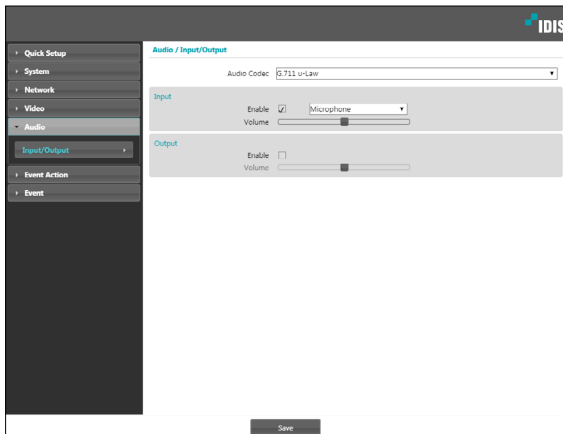 IDIS
Quick Setup
System
Network
Video
Audio
Input/Output
Event Action
Event
Audio / Input/Output
Audio Codec G.711 u-Law
Input
Enable Microphone
Volume
Output
Enable
Volume
Save